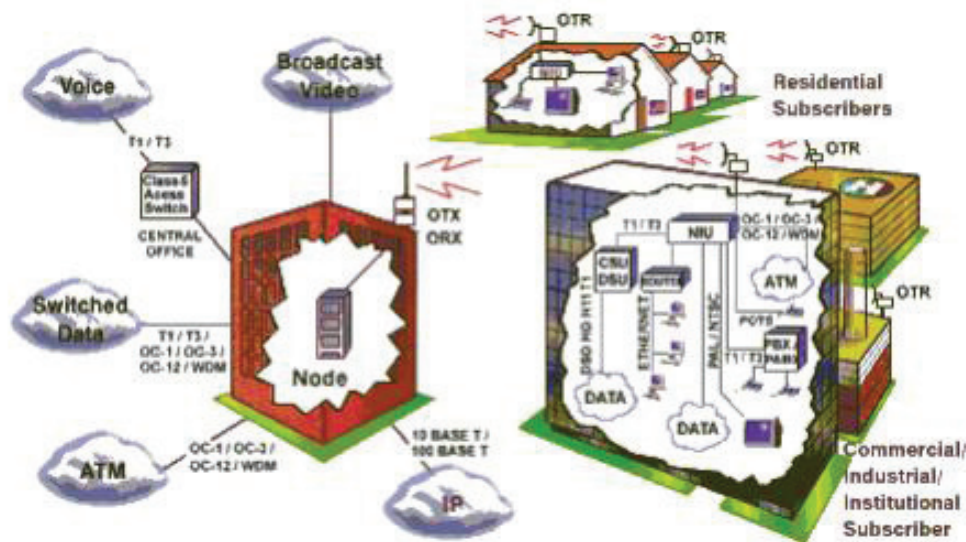 Voice
Broadcast
Video
T1 / T3
Class-5
Acess
Switch
CENTRAL
OFFICE
OTX
ORX
Switched
Data
T1 / T3 /
OC-1 / OC-3 /
OC-12 / WDM
Node
ATM
OC-1 / OC-3 /
OC-12 / WDM
10 BASE T /
100 BASE T
IP
OTR
OTR
NIU
Residential
Subscribers
OTR
T1 / T3
NIU
OC-1 / OC-3 /
OC-12 / WDM
CSU
DSU
ROUTER
ATM
OTR
ETHERNET
PAL / NTSC
POTS
T1 / T3
PBX /
DATA
DATA
Commercial/
Industrial/
Institutional
Subscriber